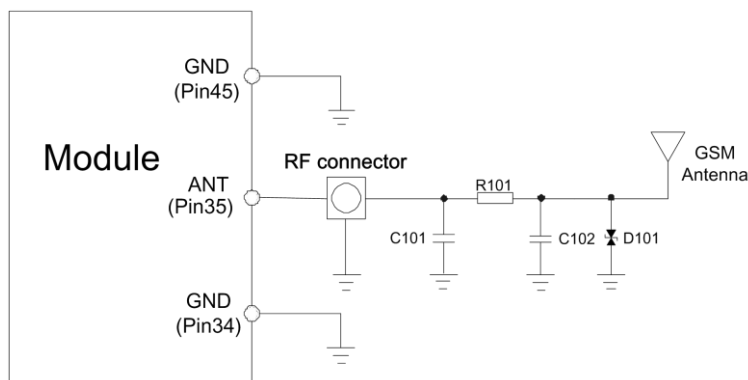 GND
(Pin45)
Module
RF connector
ANT
(Pin35)
GSM
Antenna
R101
C101
C102
D101
GND
(Pin34)